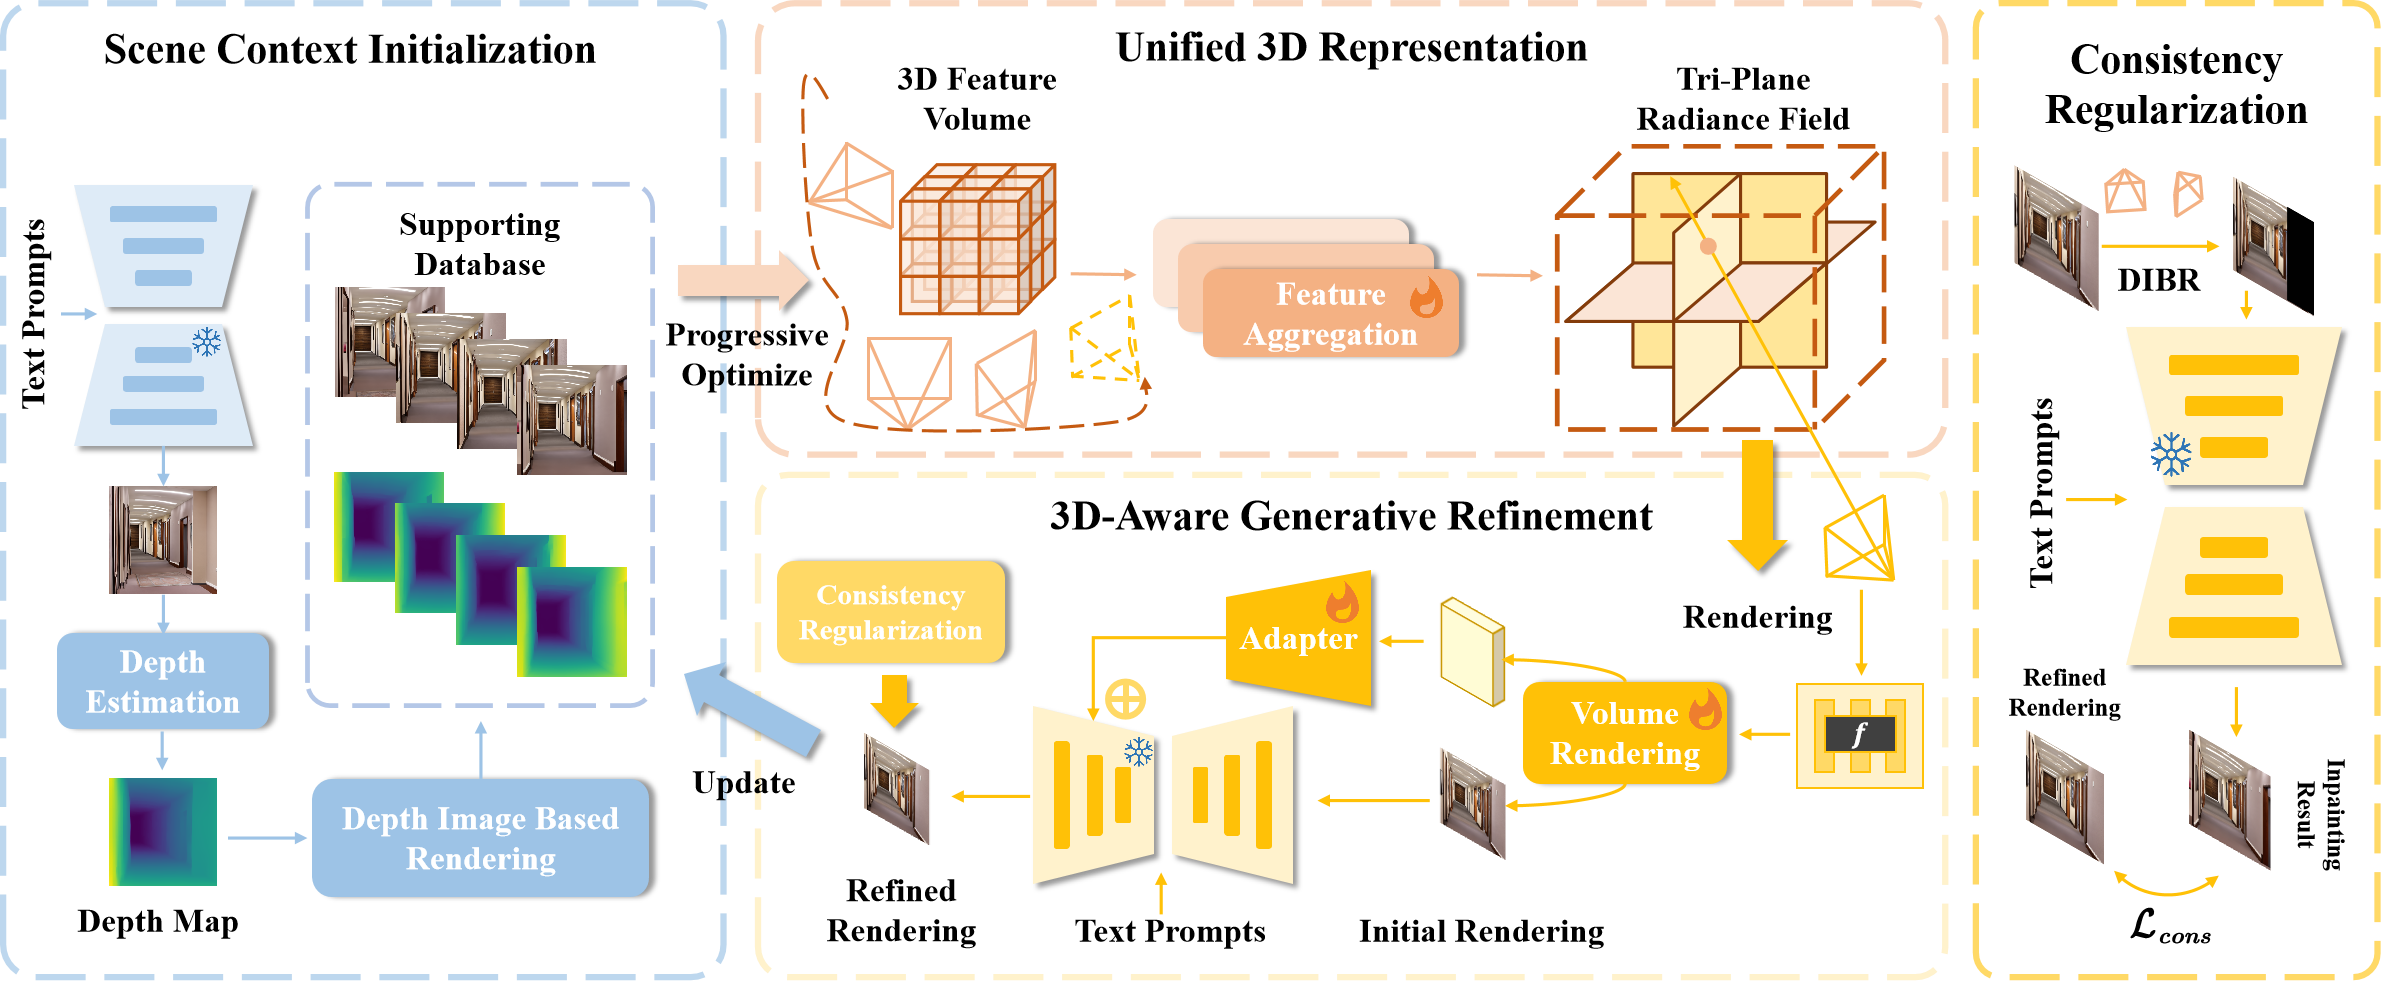 Scene Context Initialization
Text Prompts
Supporting
Database
Depth
Estimation
Depth Map
Depth Image Based
Rendering
Progressive
Optimize
Update
Unified 3D Representation
3D Feature
Volume
Feature
Aggregation
Tri-Plane
Radiance Field
3D-Aware Generative Refinement
Rendering
Consistency
Regularization
Adapter
Volume
Rendering
f
Refined
Rendering
Text Prompts
Initial Rendering
Consistency
Regularization
DIBR
Text Prompts
Refined
Rendering
Inpainting
Result
ℒcons